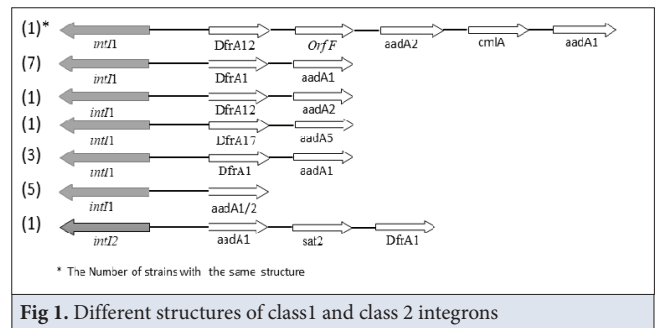 (1)*
intI1 DfrA12 OrfF aadA2 cmlA aadA1
(7)
intI1 DfrA1 aadA1
(1)
intI1 DfrA12 aadA2
(1)
intI1 DfrA17 aadA5
(3)
intI1 DfrA1 aadA1
(5)
intI1 aadA1/2
(1)
intI2 aadA1 sat2 DfrA1
* The Number of strains with the same structure
Fig 1. Different structures of class1 and class 2 integrons